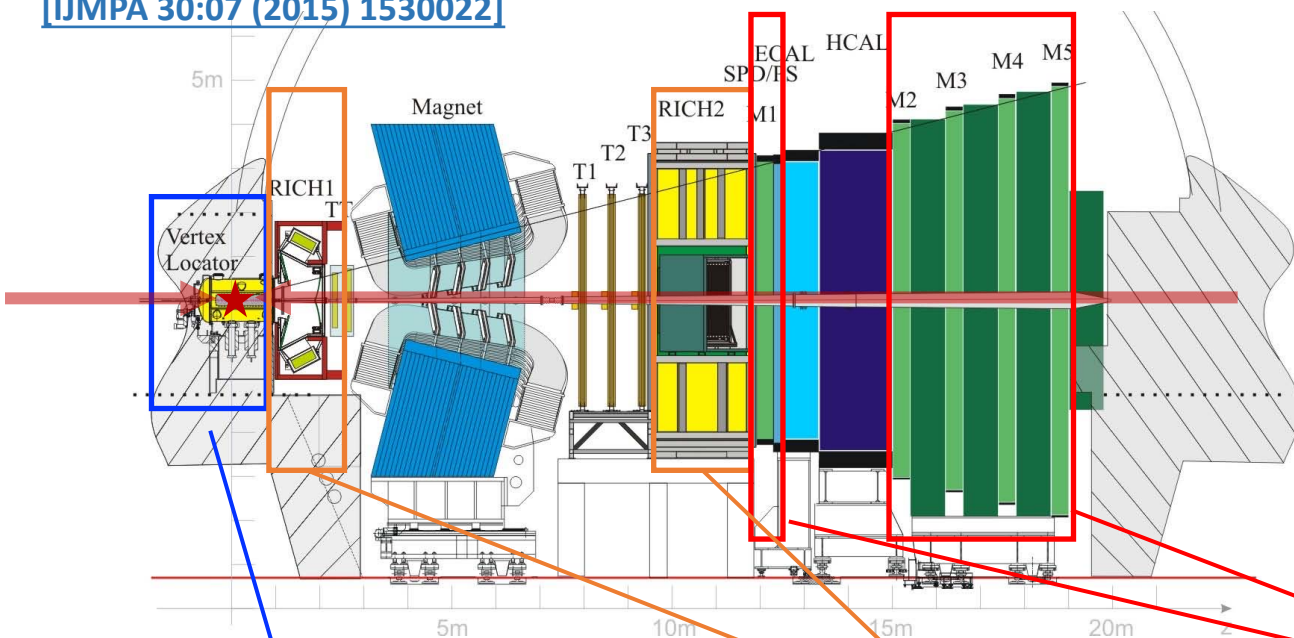 [IJMPA 30:07 (2015) 1530022]
5m
Magnet
RICH1
TT
Vertex
Locator
T1
T2
T3
RICH2
SPD/PS
ECAL
HCAL
M1
M2
M3
M4
M5
5m
10m
15m
20m
z